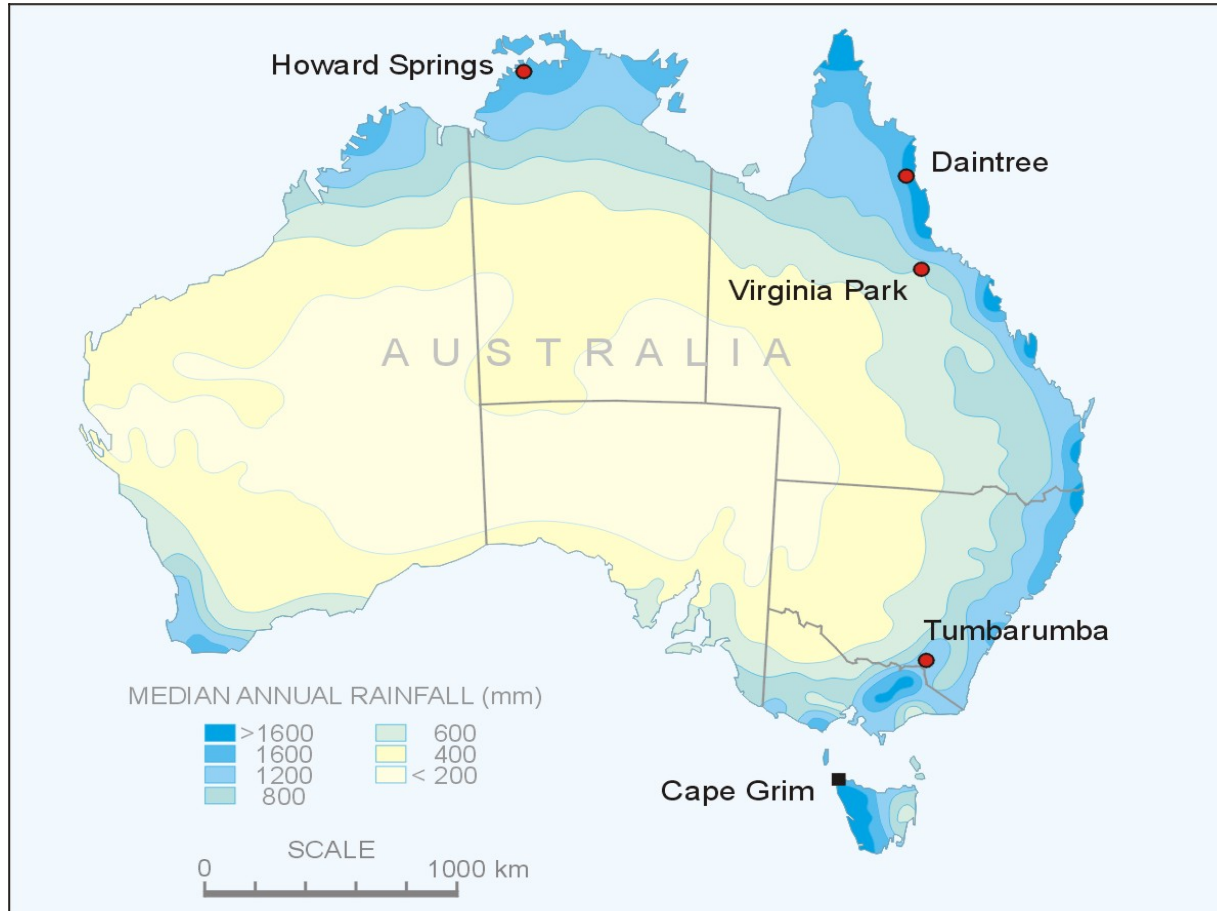 Howard Springs
Daintree
Virginia Park
A U S T R A L I A
Tumbarumba
MEDIAN ANNUAL RAINFALL (mm)
>1600 600
1600 400
1200 < 200
800
Cape Grim
SCALE
0 1000 km